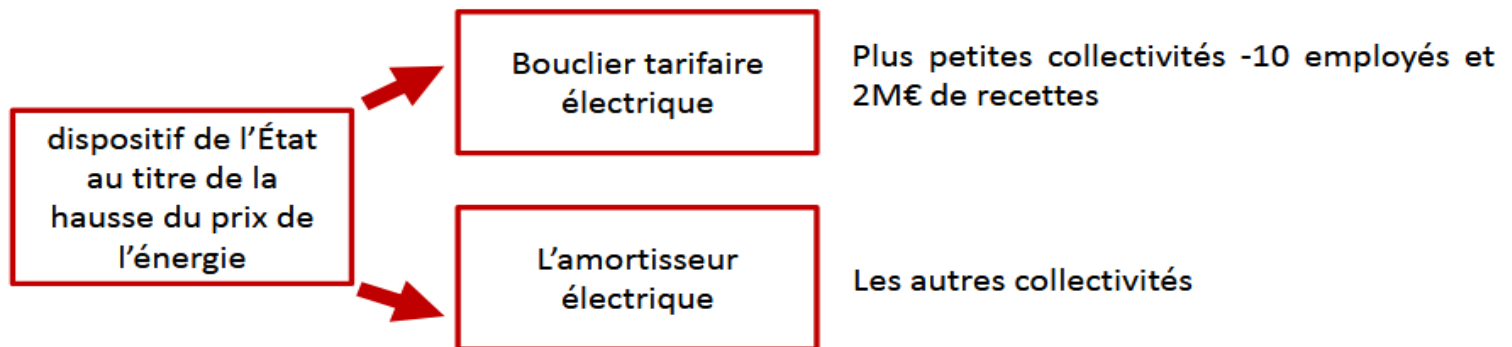 dispositif de l’État
au titre de la
hausse du prix de
l’énergie
Bouclier tarifaire
électrique
Plus petites collectivités -10 employés et
2M€ de recettes
L’amortisseur
électrique
Les autres collectivités